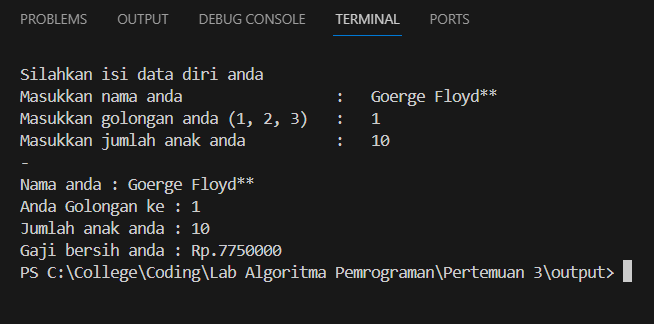 PROBLEMS OUTPUT DEBUG CONSOLE TERMINAL PORTS
Silahkan isi data diri anda
Masukkan nama anda : Goerge Floyd**
Masukkan golongan anda (1, 2, 3) : 1
Masukkan jumlah anak anda : 10
-
Nama anda : Goerge Floyd**
Anda Golongan ke : 1
Jumlah anak anda : 10
Gaji bersih anda : Rp.7750000
PS C:\College\Coding\Lab Algoritma Pemrograman\Pertemuan 3\output>